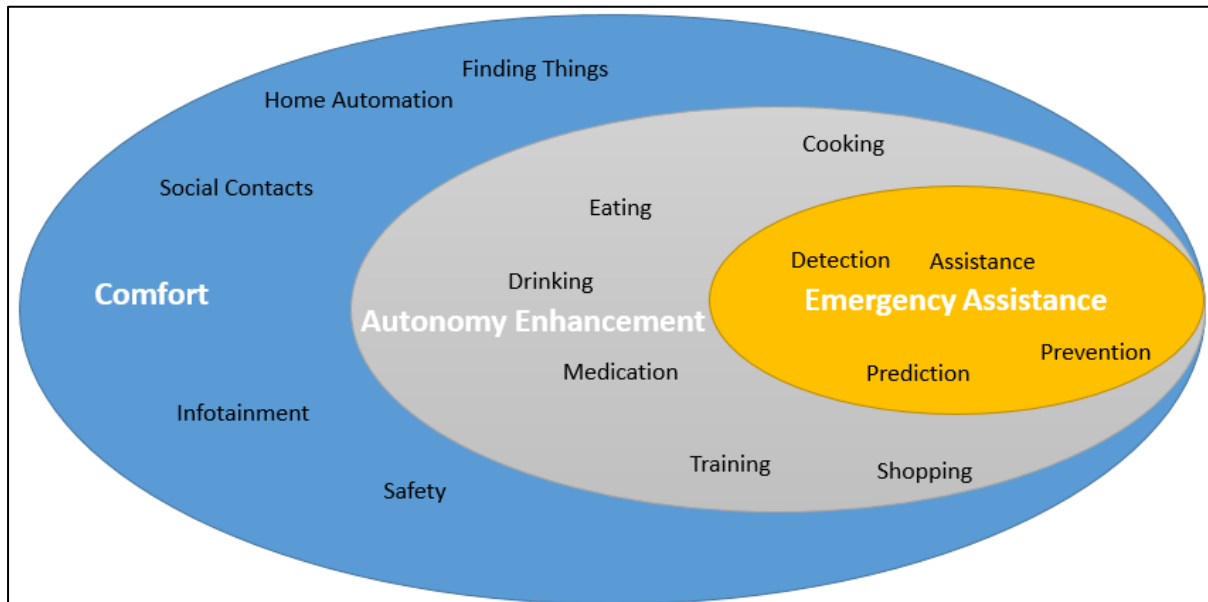 Finding Things
Home Automation
Cooking
Social Contacts
Eating
Detection
Assistance
Drinking
Comfort
Autonomy Enhancement
Emergency Assistance
Medication
Prediction
Prevention
Infotainment
Training
Shopping
Safety